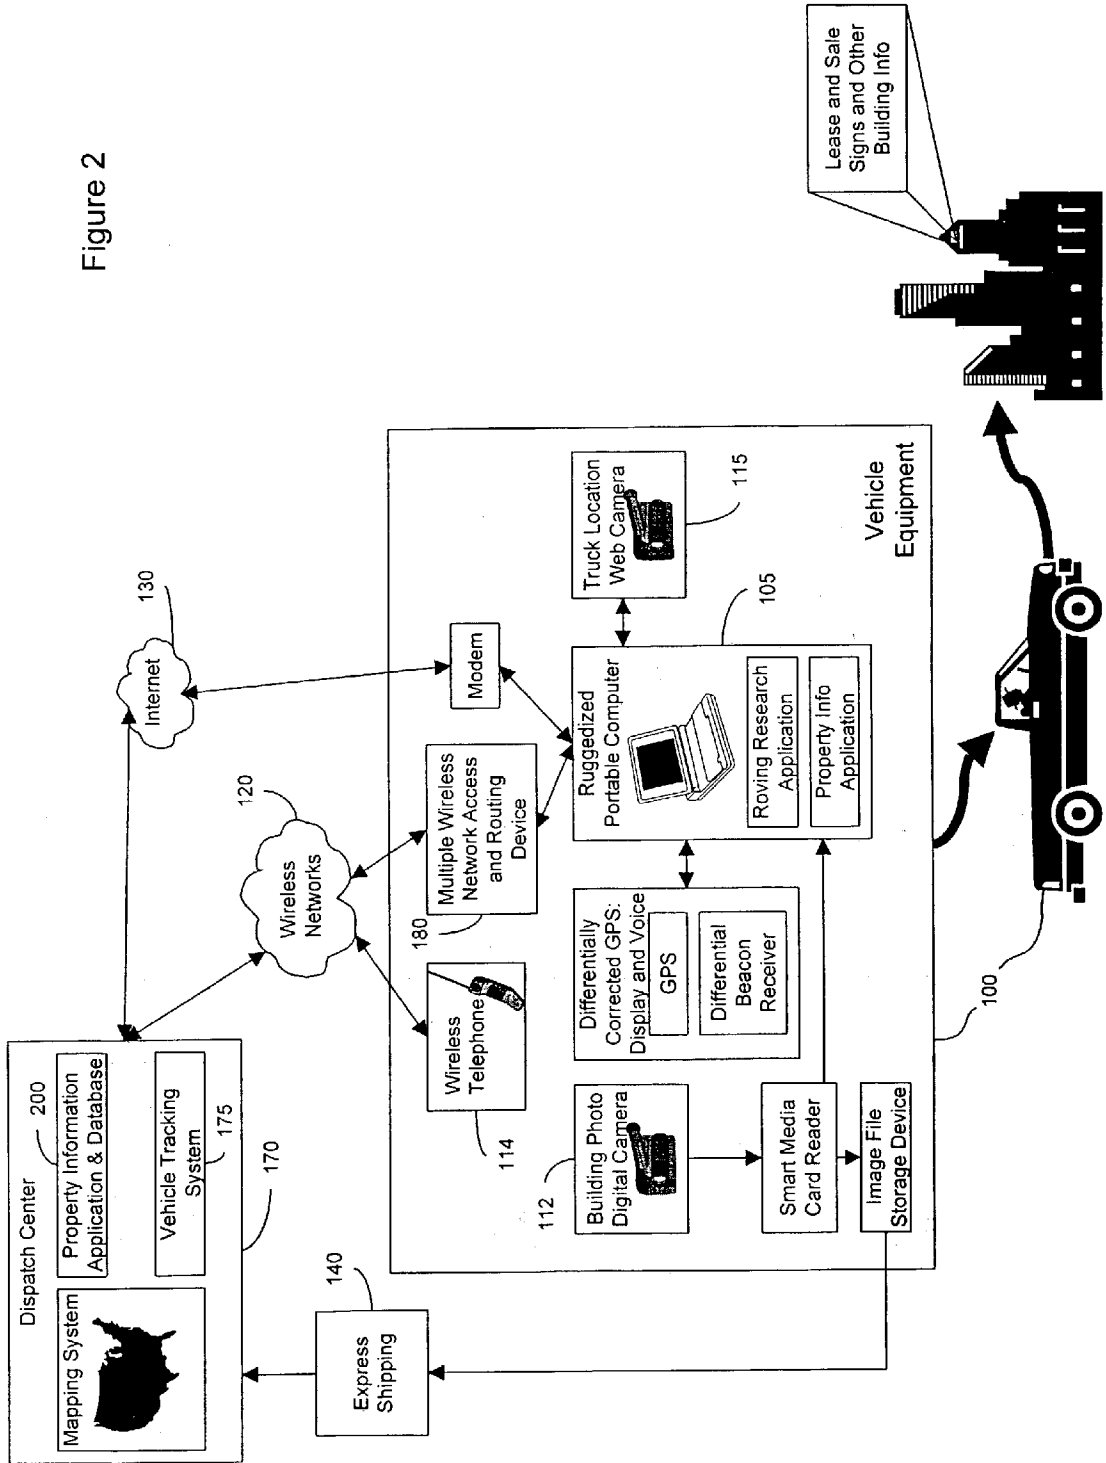 Figure 2
Dispatch Center
Mapping System
Property Information
Application & Database
200
Vehicle Tracking
System
175
170
Express
Shipping
140
Wireless
Networks
120
Internet
130
Wireless
Telephone
114
Multiple Wireless
Network Access
and Routing
Device
180
Modem
Building Photo
Digital Camera
112
Differentially
Corrected GPS:
Display and Voice
GPS
Differential
Beacon
Receiver
Ruggedized
Portable Computer
Roving Research
Application
Property Info
Application
105
Truck Location
Web Camera
115
Smart Media
Card Reader
Image File
Storage Device
Vehicle
Equipment
100
Lease and Sale
Signs and Other
Building Info